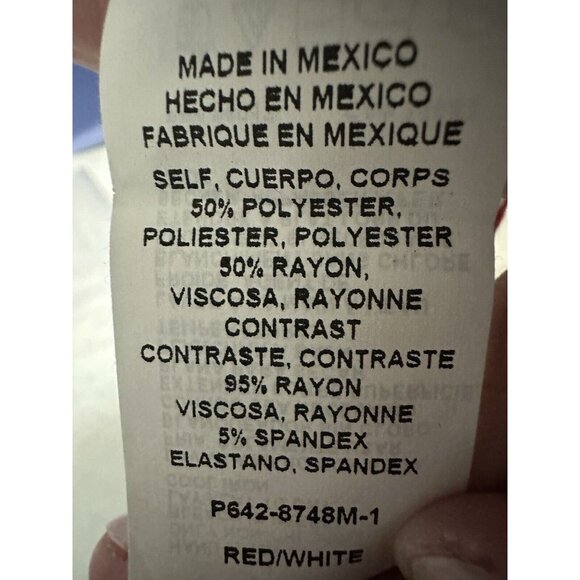 MADE IN MEXICO
HECHO EN MEXICO
FABRIQUE EN MEXIQUE
SELF, CUERPO, CORPS
50% POLYESTER,
POLIESTER, POLYESTER
50% RAYON,
VISCOSA, RAYONNE
CONTRAST
CONTRASTE, CONTRASTE
95% RAYON
VISCOSA, RAYONNE
5% SPANDEX
ELASTANO, SPANDEX
P642-8748M-1
RED/WHITE